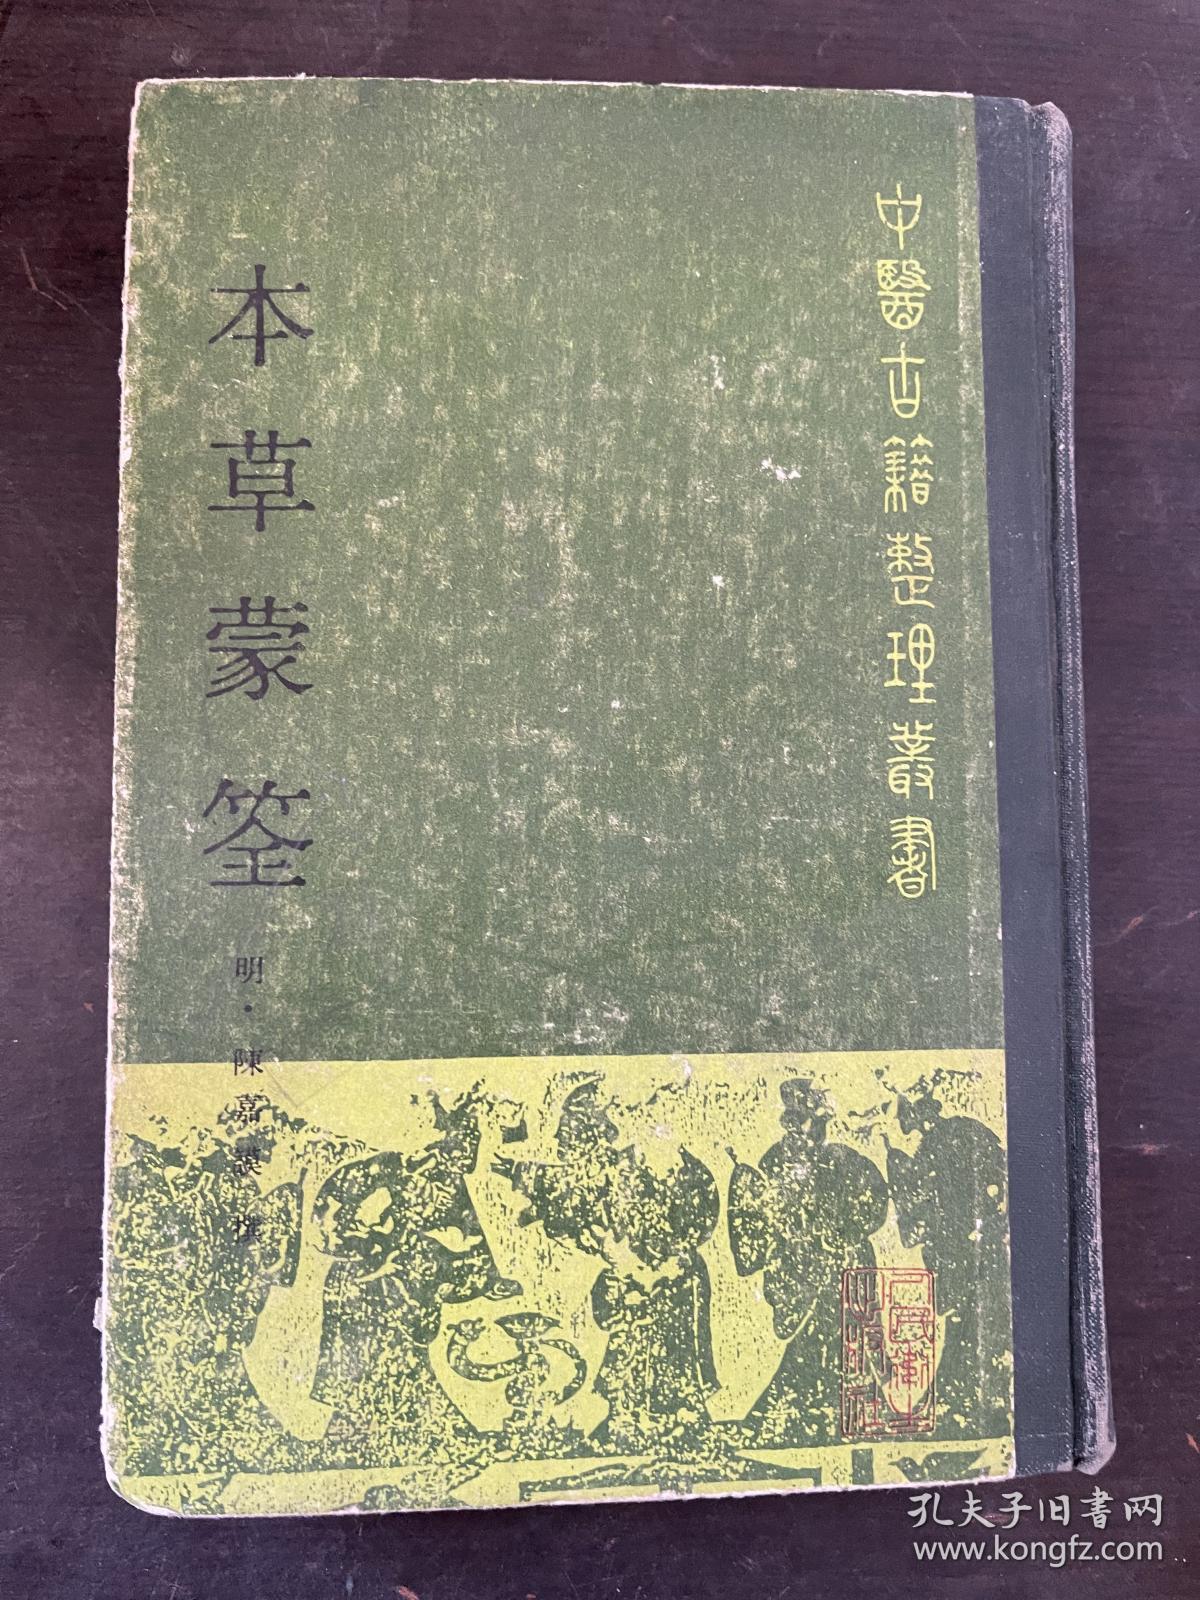 中醫古籍整理叢書
本草蒙筌
明·陳嘉謨 撰
人民衛生
出版社
孔夫子旧书网
www.kongfz.com